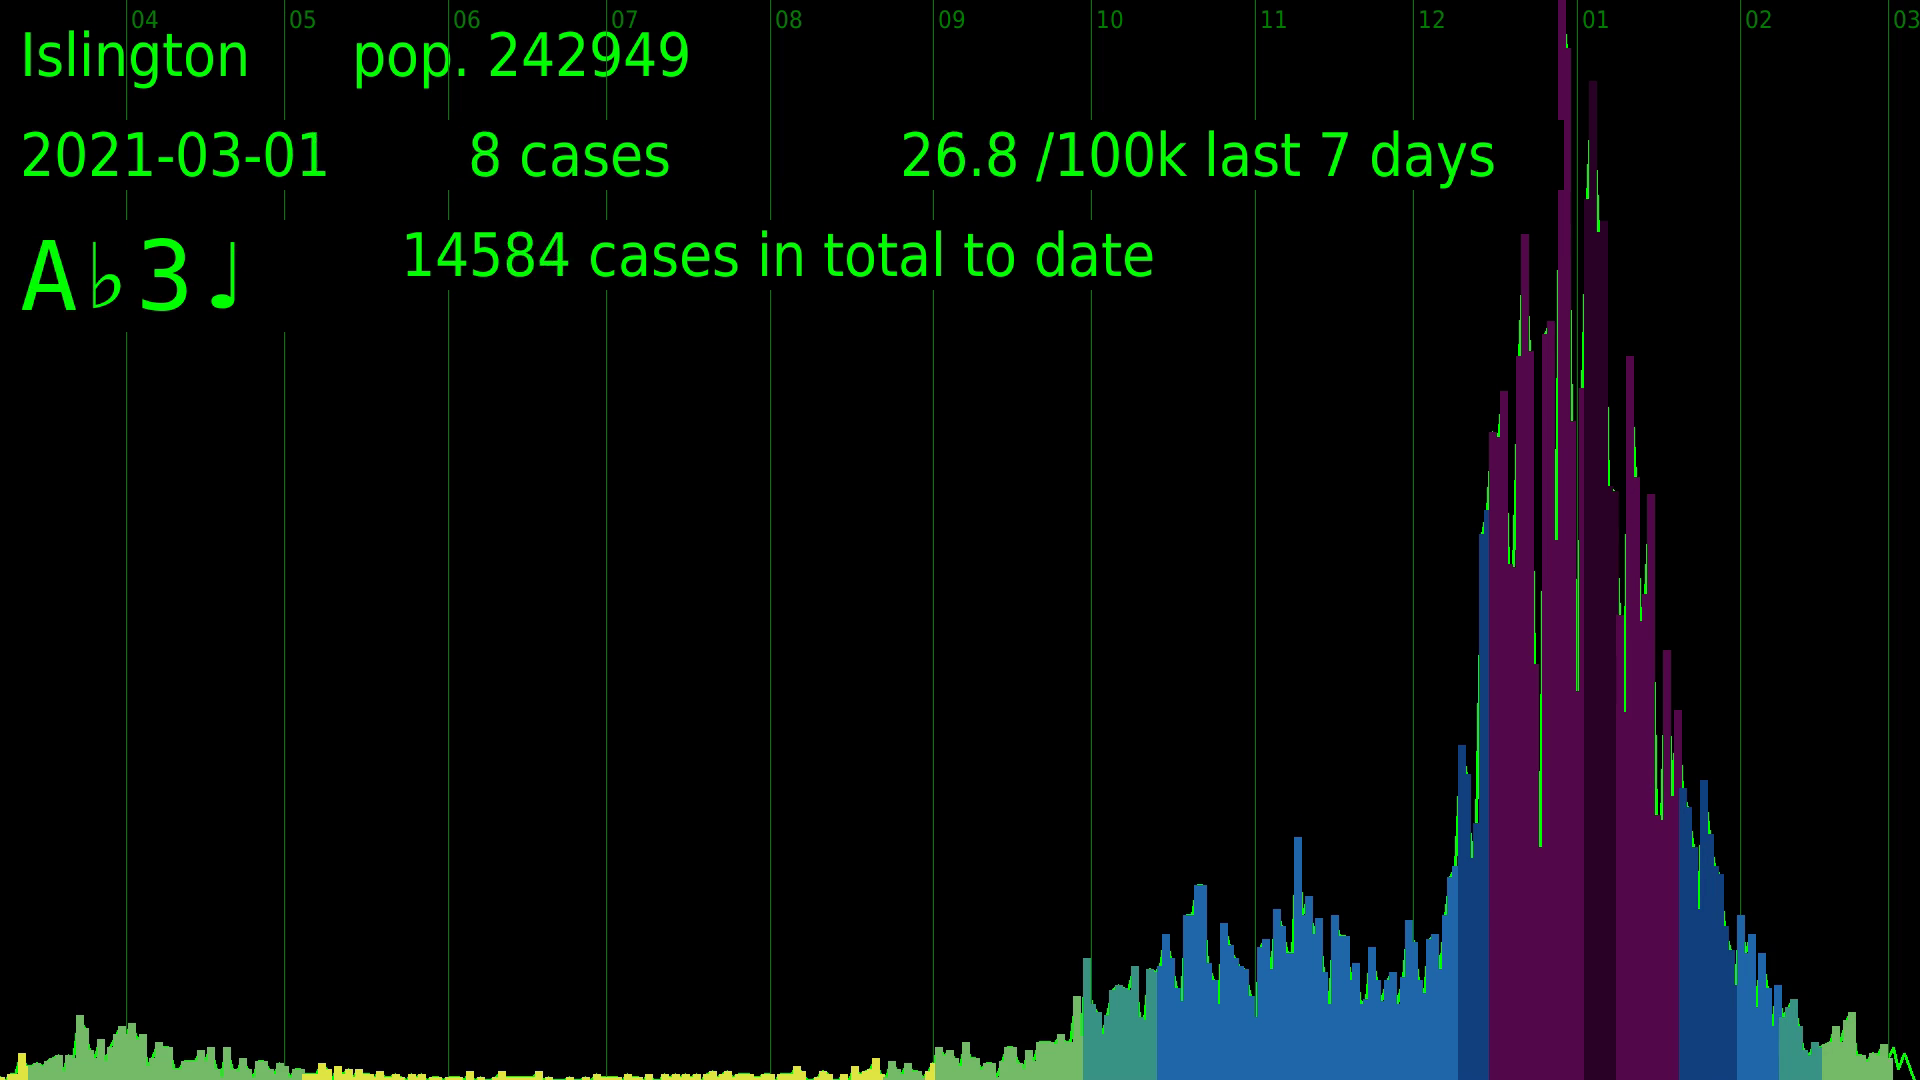 04 05 06 07 08 09 10 11 12 01 02 03
Islington pop. 242949
2021-03-01 8 cases 26.8 /100k last 7 days
A♭3♩ 14584 cases in total to date